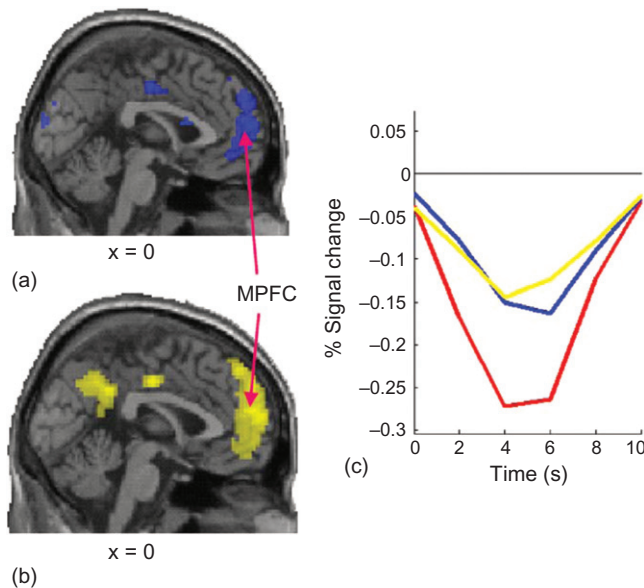 x = 0
(a)
MPFC
x = 0
(b)
0.05
0
–0.05
–0.1
–0.15
–0.2
–0.25
–0.3
% Signal change
0 2 4 6 8 10
Time (s)
(c)